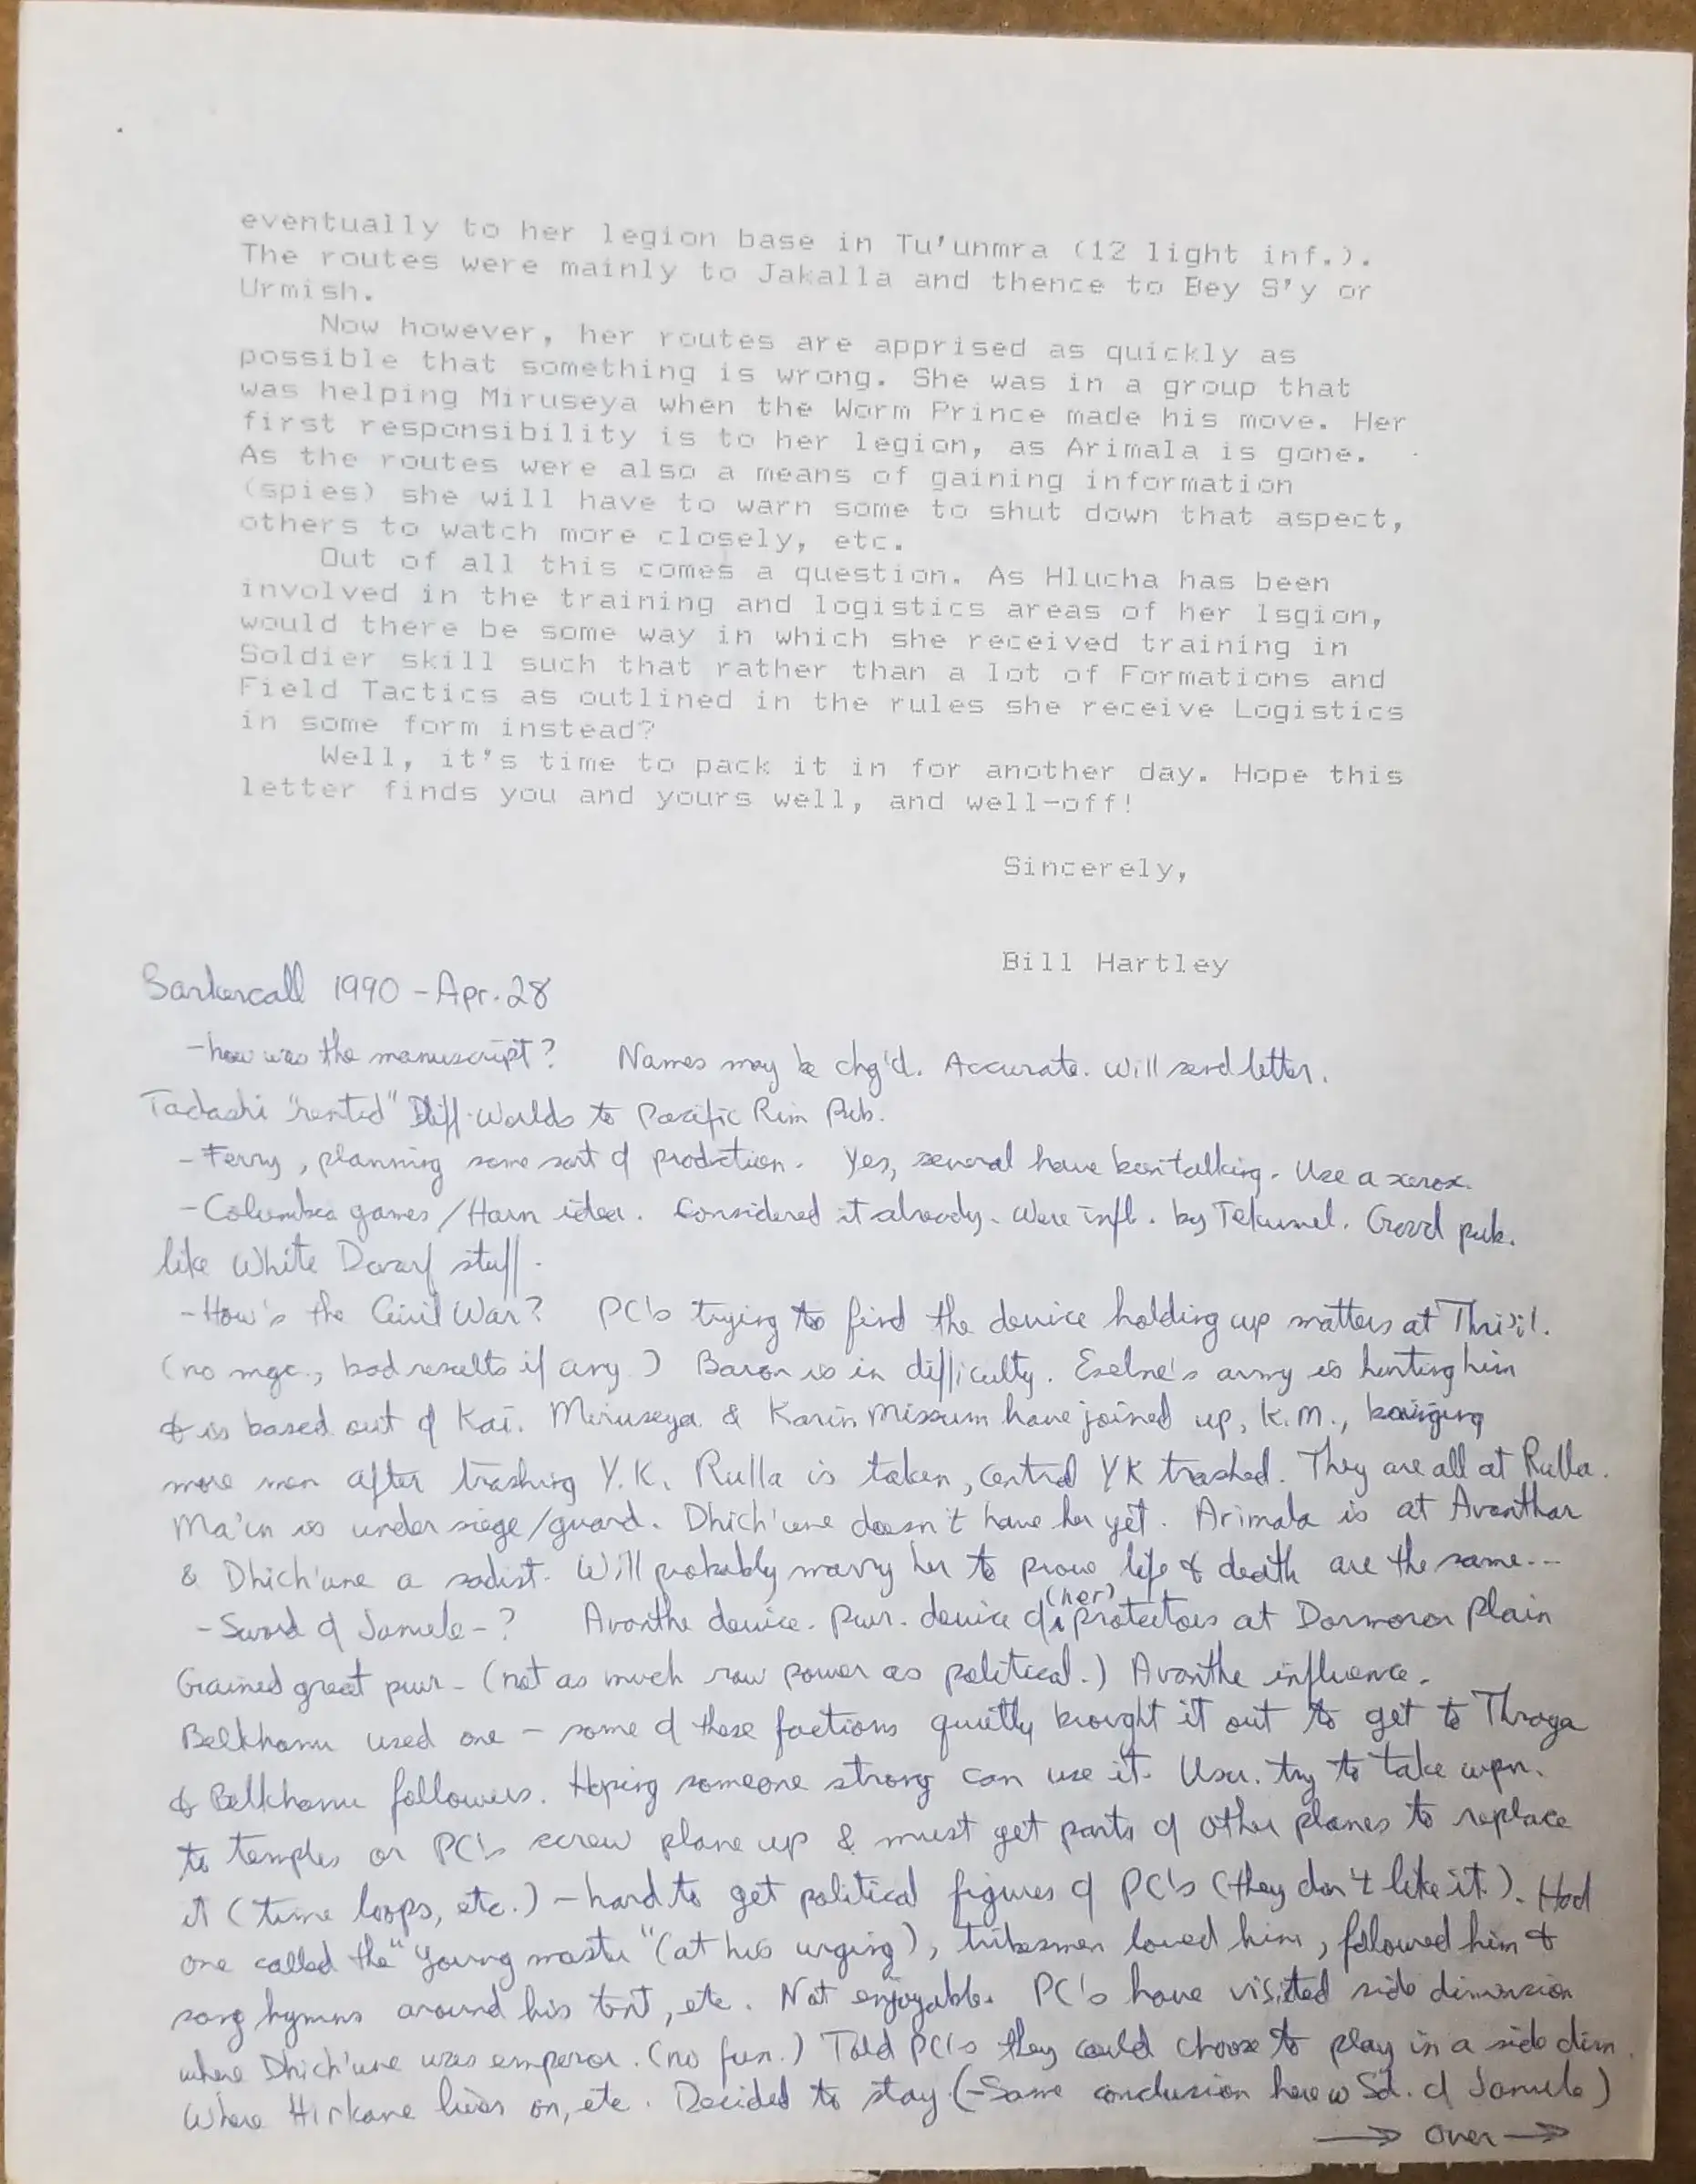 eventually to her legion base in Tu'unmra (12 light inf.).
The routes were mainly to Jakalla and thence to Bey S'y or
Urmish.
Now however, her routes are apprised as quickly as
possible that something is wrong. She was in a group that
was helping Miruseya when the Worm Prince made his move. Her
first responsibility is to her legion, as Arimala is gone.
As the routes were also a means of gaining information
(spies) she will have to warn some to shut down that aspect,
others to watch more closely, etc.
Out of all this comes a question. As Hlucha has been
involved in the training and logistics areas of her lsgion,
would there be some way in which she received training in
Soldier skill such that rather than a lot of Formations and
Field Tactics as outlined in the rules she receive Logistics
in some form instead?
Well, it's time to pack it in for another day. Hope this
letter finds you and yours well, and well-off!
Sincerely,
Bill Hartley
Barkercall 1990 - Apr. 28
- how was the manuscript? Names may be chg'd. Accurate. Will send letter.
Tadashi "rented" Diff. Worlds to Pacific Rim Pub.
- Ferry, planning some sort of production. Yes, several have been talking. Use a xerox.
- Columbia games/Harn idea. Considered it already. Were infl. by Tekumel. Good pub.
like White Dwarf stuff.
- How's the Civil War? PC's trying to find the device holding up matters at Thri'il.
(no mgc., bad results if any) Baron is in difficulty. Eselne's army is hunting him
& is based out of Kai. Miruseya & Karin Missum have joined up, K.M., bringing
more men after trashing Y.K. Rulla is taken, central YK trashed. They are all at Rulla.
Ma'in is under siege/guard. Dhich'une doesn't have her yet. Arimala is at Avanthar
& Dhich'une a sadist. Will probably marry her to prove life & death are the same...
- Sword of Jamulo - ? Avanthe device. Pwr. device of (her) protectors at Dormoron Plain
Gained great pwr - (not as much raw power as political.) Avanthe influence.
Belkhanu used one - some of these factions quietly brought it out to get to Thraya
& Belkhanu followers. Hoping someone strong can use it. Usu. try to take wpn.
to temples or PC's screw plane up & must get parts of other planes to replace
it (time loops, etc.) - hard to get political figures of PC's (they don't like it). Had
one called the "Young master" (at his urging), tribesmen loved him, followed him &
sang hymns around his tent, etc. Not enjoyable. PC's have visited side dimension
where Dhich'une was emperor. (no fun.) Told PC's they could choose to play in a side dim.
Where Hirkane lives on, etc. Decided to stay. (-Same conclusion here w Sd. of Jamulo)
→ Over →